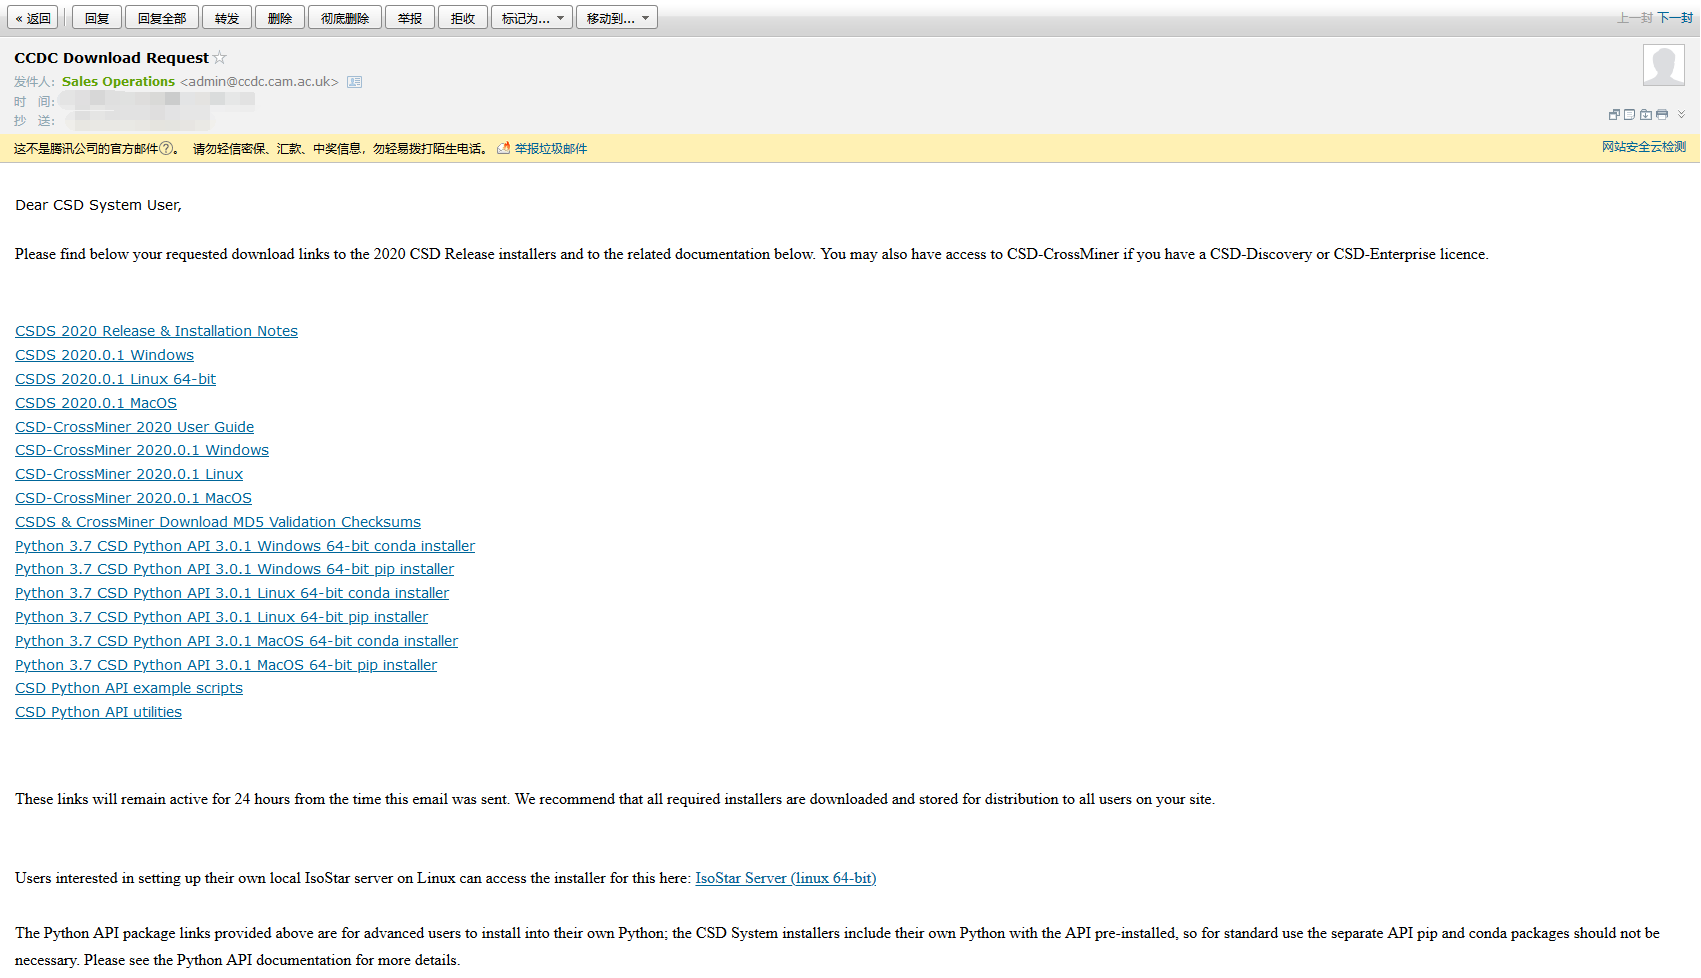 « 返回 回复 回复全部 转发 删除 彻底删除 举报 拒收 标记为... 移动到... 上一封 下一封
CCDC Download Request☆
发件人: Sales Operations <admin@ccdc.cam.ac.uk>
时 间:
抄 送:
这不是腾讯公司的官方邮件?。 请勿轻信密保、汇款、中奖信息，勿轻易拨打陌生电话。 举报垃圾邮件 网站安全云检测
Dear CSD System User,
Please find below your requested download links to the 2020 CSD Release installers and to the related documentation below. You may also have access to CSD-CrossMiner if you have a CSD-Discovery or CSD-Enterprise licence.
CSDS 2020 Release & Installation Notes
CSDS 2020.0.1 Windows
CSDS 2020.0.1 Linux 64-bit
CSDS 2020.0.1 MacOS
CSD-CrossMiner 2020 User Guide
CSD-CrossMiner 2020.0.1 Windows
CSD-CrossMiner 2020.0.1 Linux
CSD-CrossMiner 2020.0.1 MacOS
CSDS & CrossMiner Download MD5 Validation Checksums
Python 3.7 CSD Python API 3.0.1 Windows 64-bit conda installer
Python 3.7 CSD Python API 3.0.1 Windows 64-bit pip installer
Python 3.7 CSD Python API 3.0.1 Linux 64-bit conda installer
Python 3.7 CSD Python API 3.0.1 Linux 64-bit pip installer
Python 3.7 CSD Python API 3.0.1 MacOS 64-bit conda installer
Python 3.7 CSD Python API 3.0.1 MacOS 64-bit pip installer
CSD Python API example scripts
CSD Python API utilities
These links will remain active for 24 hours from the time this email was sent. We recommend that all required installers are downloaded and stored for distribution to all users on your site.
Users interested in setting up their own local IsoStar server on Linux can access the installer for this here: IsoStar Server (linux 64-bit)
The Python API package links provided above are for advanced users to install into their own Python; the CSD System installers include their own Python with the API pre-installed, so for standard use the separate API pip and conda packages should not be
necessary. Please see the Python API documentation for more details.